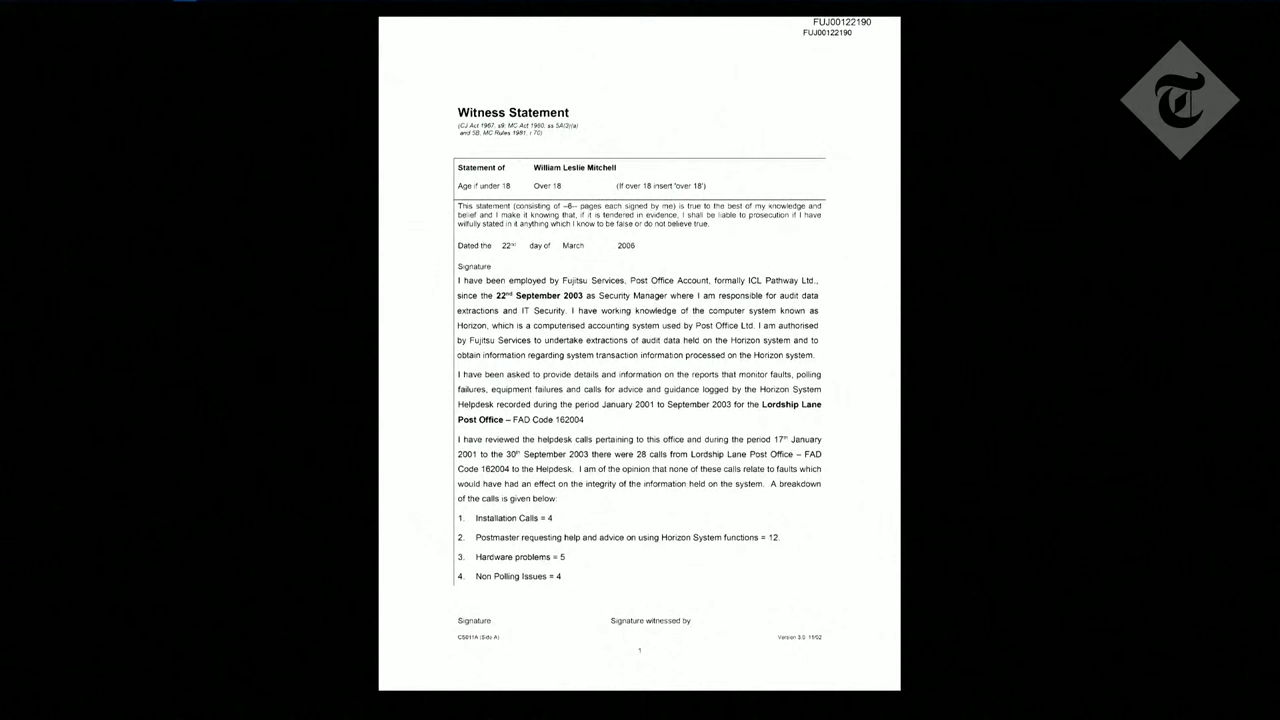 FUJ00122190
FUJ00122190
Witness Statement
(CJ Act 1967, s9; MC Act 1980, ss 5A(3)(a)
and 5B, MC Rules 1981, r 70)
Statement of William Leslie Mitchell
Age if under 18 Over 18 (If over 18 insert 'over 18')
This statement (consisting of –6– pages each signed by me) is true to the best of my knowledge and
belief and I make it knowing that, if it is tendered in evidence, I shall be liable to prosecution if I have
wilfully stated in it anything which I know to be false or do not believe true.
Dated the 22nd day of March 2006
Signature
I have been employed by Fujitsu Services, Post Office Account, formally ICL Pathway Ltd.,
since the 22nd September 2003 as Security Manager where I am responsible for audit data
extractions and IT Security. I have working knowledge of the computer system known as
Horizon, which is a computerised accounting system used by Post Office Ltd. I am authorised
by Fujitsu Services to undertake extractions of audit data held on the Horizon system and to
obtain information regarding system transaction information processed on the Horizon system.
I have been asked to provide details and information on the reports that monitor faults, polling
failures, equipment failures and calls for advice and guidance logged by the Horizon System
Helpdesk recorded during the period January 2001 to September 2003 for the Lordship Lane
Post Office – FAD Code 162004
I have reviewed the helpdesk calls pertaining to this office and during the period 17th January
2001 to the 30th September 2003 there were 28 calls from Lordship Lane Post Office – FAD
Code 162004 to the Helpdesk. I am of the opinion that none of these calls relate to faults which
would have had an effect on the integrity of the information held on the system. A breakdown
of the calls is given below:
1. Installation Calls = 4
2. Postmaster requesting help and advice on using Horizon System functions = 12.
3. Hardware problems = 5
4. Non Polling Issues = 4
Signature Signature witnessed by
CS011A (Side A) Version 3.0 11/02
1
T